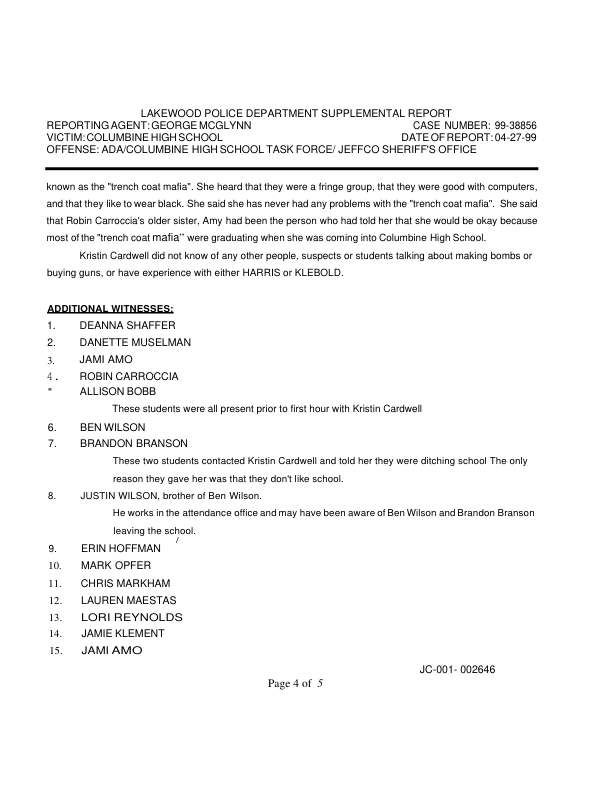 LAKEWOOD POLICE DEPARTMENT SUPPLEMENTAL REPORT
REPORTING AGENT: GEORGE MCGLYNN CASE NUMBER: 99-38856
VICTIM: COLUMBINE HIGH SCHOOL DATE OF REPORT: 04-27-99
OFFENSE: ADA/COLUMBINE HIGH SCHOOL TASK FORCE/ JEFFCO SHERIFF'S OFFICE
known as the "trench coat mafia". She heard that they were a fringe group, that they were good with computers,
and that they like to wear black. She said she has never had any problems with the "trench coat mafia". She said
that Robin Carroccia's older sister, Amy had been the person who had told her that she would be okay because
most of the "trench coat mafia" were graduating when she was coming into Columbine High School.
Kristin Cardwell did not know of any other people, suspects or students talking about making bombs or
buying guns, or have experience with either HARRIS or KLEBOLD.
ADDITIONAL WITNESSES:
1. DEANNA SHAFFER
2. DANETTE MUSELMAN
3. JAMI AMO
4. ROBIN CARROCCIA
" ALLISON BOBB
These students were all present prior to first hour with Kristin Cardwell
6. BEN WILSON
7. BRANDON BRANSON
These two students contacted Kristin Cardwell and told her they were ditching school The only
reason they gave her was that they don't like school.
8. JUSTIN WILSON, brother of Ben Wilson.
He works in the attendance office and may have been aware of Ben Wilson and Brandon Branson
leaving the school.
/
9. ERIN HOFFMAN
10. MARK OPFER
11. CHRIS MARKHAM
12. LAUREN MAESTAS
13. LORI REYNOLDS
14. JAMIE KLEMENT
15. JAMI AMO
JC-001- 002646
Page 4 of 5